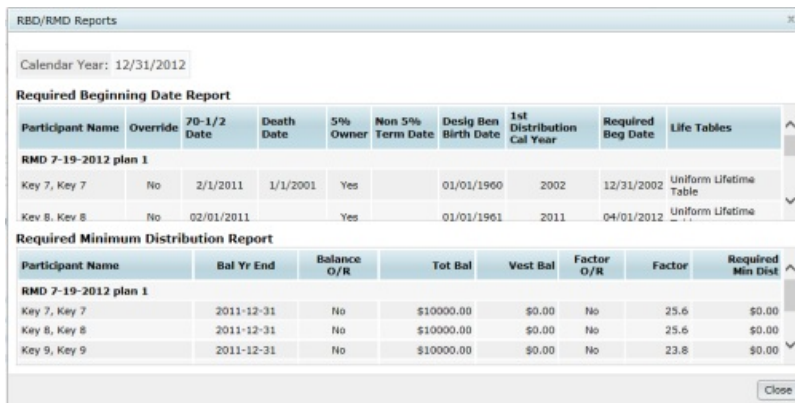 RBD/RMD Reports
Calendar Year: 12/31/2012
Required Beginning Date Report
Participant Name Override 70-1/2 Date Death Date 5% Owner Non 5% Term Date Desig Ben Birth Date 1st Distribution Cal Year Required Beg Date Life Tables
RMD 7-19-2012 plan 1
Key 7, Key 7 No 2/1/2011 1/1/2001 Yes 01/01/1960 2002 12/31/2002 Uniform Lifetime Table
Key 8, Key 8 No 02/01/2011 Yes 01/01/1961 2011 04/01/2012 Uniform Lifetime
Required Minimum Distribution Report
Participant Name Bal Yr End Balance O/R Tot Bal Vest Bal Factor O/R Factor Required Min Dist
RMD 7-19-2012 plan 1
Key 7, Key 7 2011-12-31 No $10000.00 $0.00 No 25.6 $0.00
Key 8, Key 8 2011-12-31 No $10000.00 $0.00 No 25.6 $0.00
Key 9, Key 9 2011-12-31 No $10000.00 $0.00 No 23.8 $0.00
Close